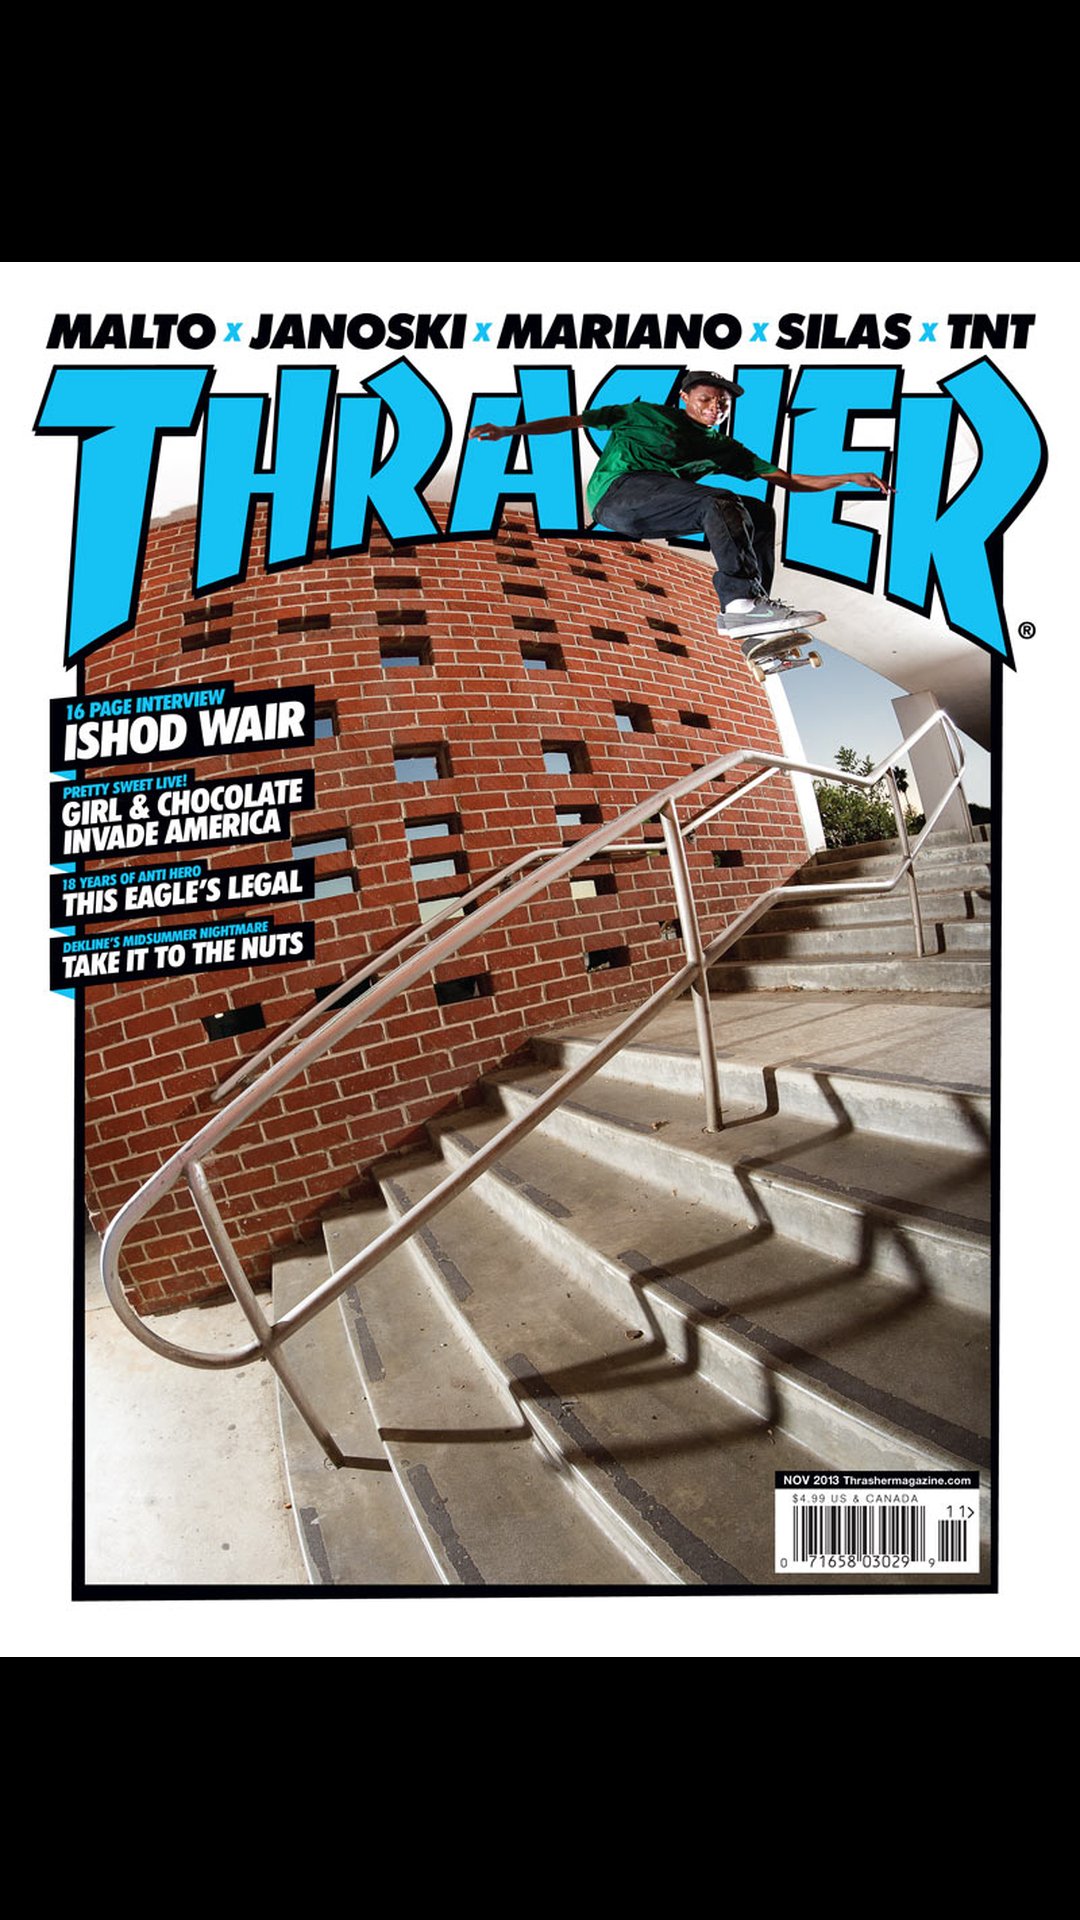 MALTO x JANOSKI x MARIANO x SILAS x TNT
THRASHER
®
16 PAGE INTERVIEW
ISHOD WAIR
PRETTY SWEET LIVE!
GIRL & CHOCOLATE
INVADE AMERICA
18 YEARS OF ANTI HERO
THIS EAGLE'S LEGAL
DEKLINE'S MIDSUMMER NIGHTMARE
TAKE IT TO THE NUTS
NOV 2013 Thrashermagazine.com
$4.99 US & CANADA
11>
0 71658 03029 9